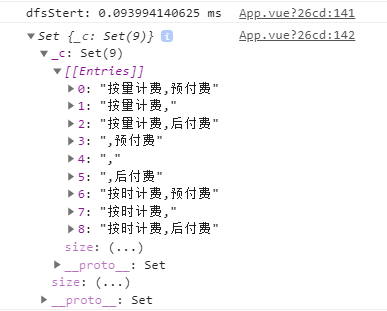 dfsStert: 0.093994140625 ms App.vue?26cd:141
App.vue?26cd:142
▼Set {_c: Set(9)} i
▼_c: Set(9)
▼[[Entries]]
▶0: "按量计费,预付费"
▶1: "按量计费,"
▶2: "按量计费,后付费"
▶3: ",预付费"
▶4: ","
▶5: ",后付费"
▶6: "按时计费,预付费"
▶7: "按时计费,"
▶8: "按时计费,后付费"
size: (...)
▶__proto__: Set
size: (...)
▶__proto__: Set